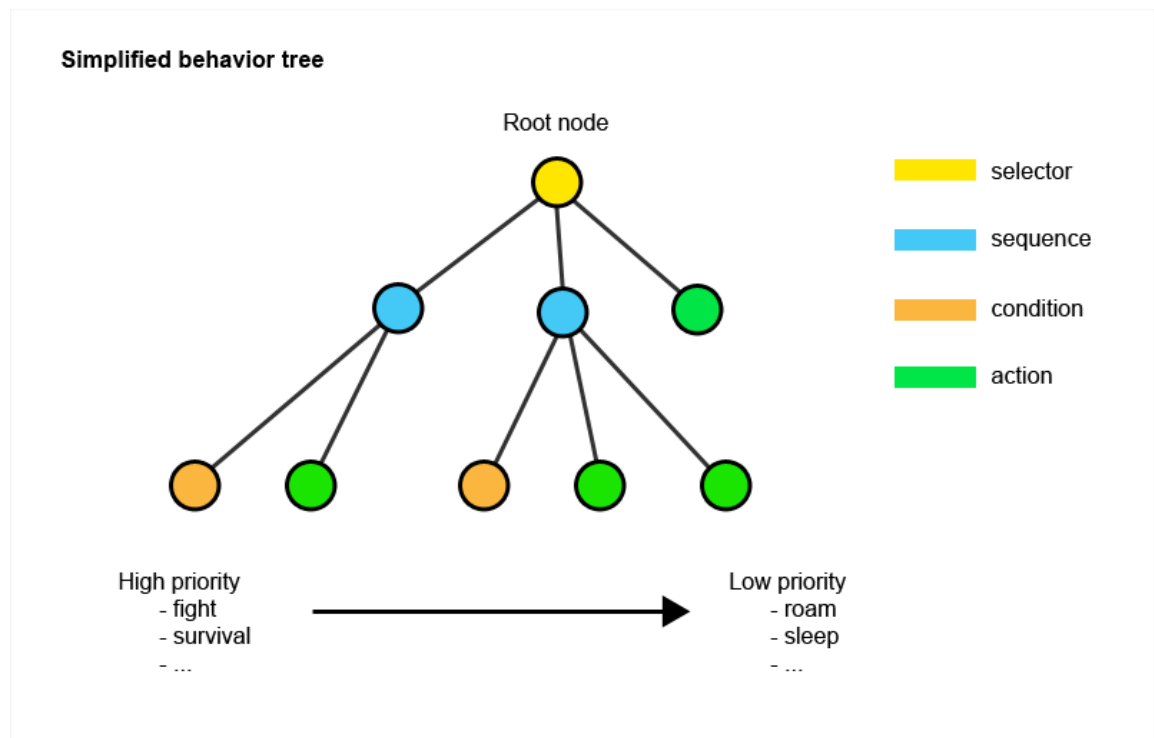 Simplified behavior tree
Root node
selector
sequence
condition
action
High priority
- fight
- survival
- ...
Low priority
- roam
- sleep
- ...